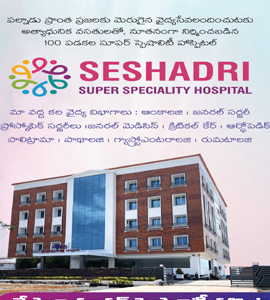 పల్నాడు ప్రాంత ప్రజలకు మెరుగైన వైద్యసేవలందించుటకు
అత్యాధునిక వసతులతో, నూతనంగా నిర్మించబడిన
100 పడకల సూపర్ స్పెషాలిటీ హాస్పిటల్
SESHADRI
SUPER SPECIALITY HOSPITAL
మా వద్ద కల వైద్య విభాగాలు : ఆంకాలజి : జనరల్ సర్జరీ
ప్రోస్కోపిక్ సర్జరీలు :జనరల్ మెడిసిన్ : క్రిటికల్ కేర్ : ఆర్థోపెడిక్
పాలిట్రామా : పాథాలజి : గ్యాస్ట్రోఎంటరాలజి : రుమటాలజి